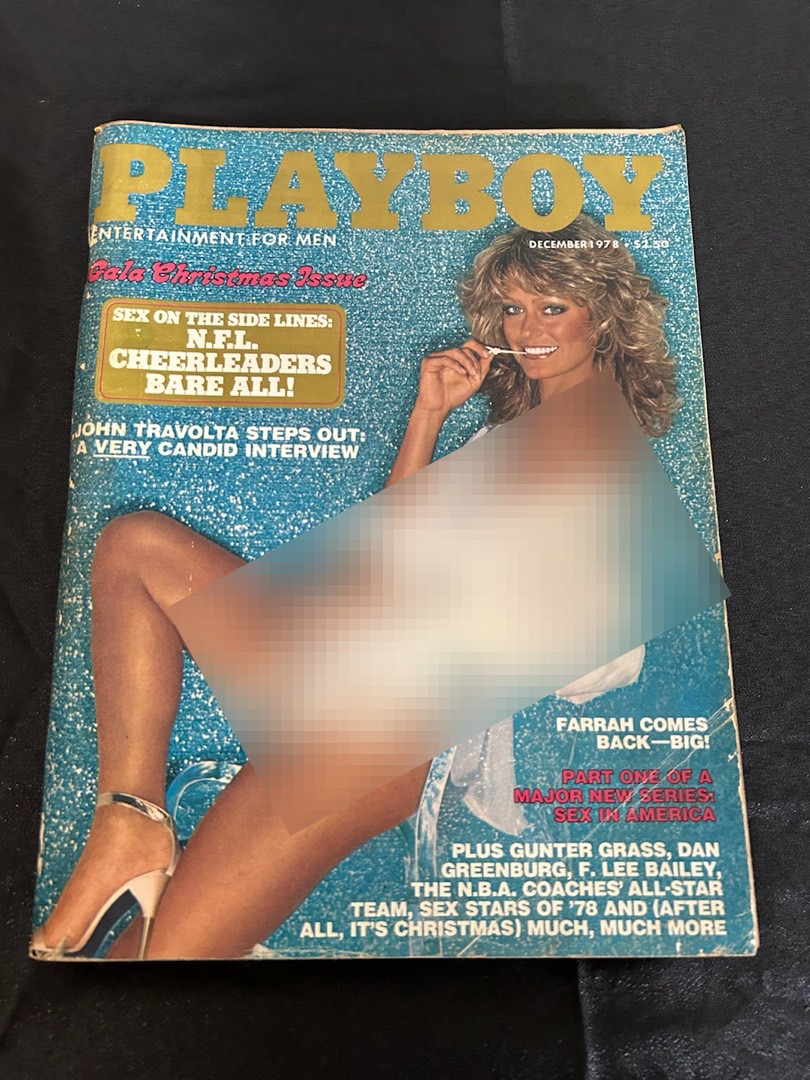 PLAYBOY
ENTERTAINMENT FOR MEN
DECEMBER 1978 • $2.50
Gala Christmas Issue
SEX ON THE SIDE LINES:
N.F.L.
CHEERLEADERS
BARE ALL!
JOHN TRAVOLTA STEPS OUT:
A VERY CANDID INTERVIEW
FARRAH COMES
BACK—BIG!
PART ONE OF A
MAJOR NEW SERIES:
SEX IN AMERICA
PLUS GUNTER GRASS, DAN
GREENBURG, F. LEE BAILEY,
THE N.B.A. COACHES' ALL-STAR
TEAM, SEX STARS OF '78 AND (AFTER
ALL, IT'S CHRISTMAS) MUCH, MUCH MORE